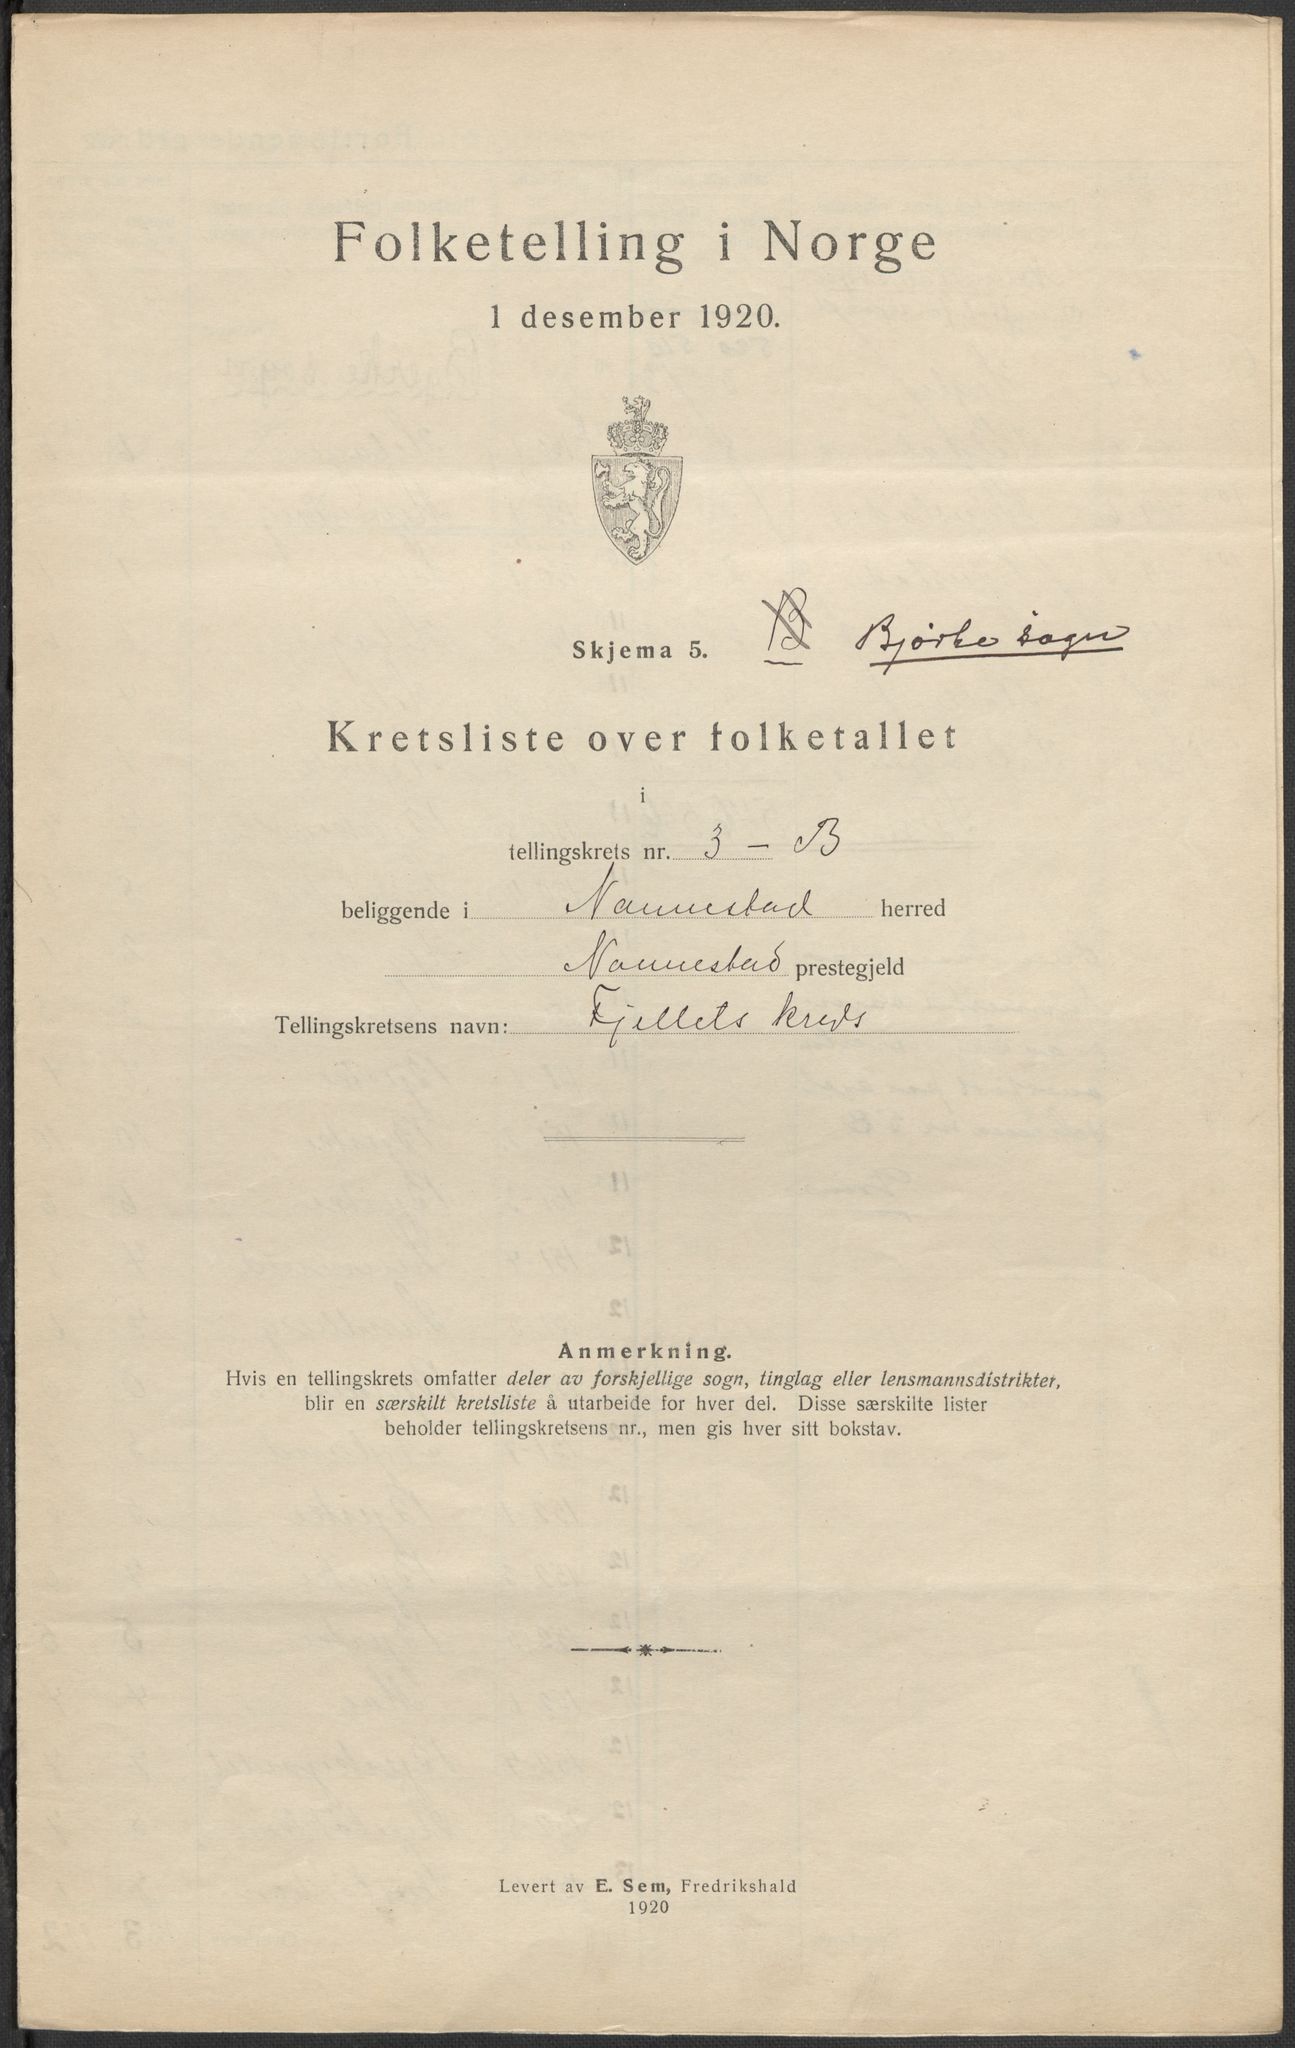 Folketelling i Norge
1 desember 1920.
Skjema 5. B Bjørke sogn
Kretsliste over folketallet
i
tellingskrets nr. 3 – B
beliggende i Nannestad herred
Nannestad prestegjeld
Tellingskretsens navn: Fjellets kreds
Anmerkning.
Hvis en tellingskrets omfatter deler av forskjellige sogn, tinglag eller lensmannsdistrikter,
blir en særskilt kretsliste å utarbeide for hver del. Disse særskilte lister
beholder tellingskretsens nr., men gis hver sitt bokstav.
Levert av E. Sem, Fredrikshald
1920